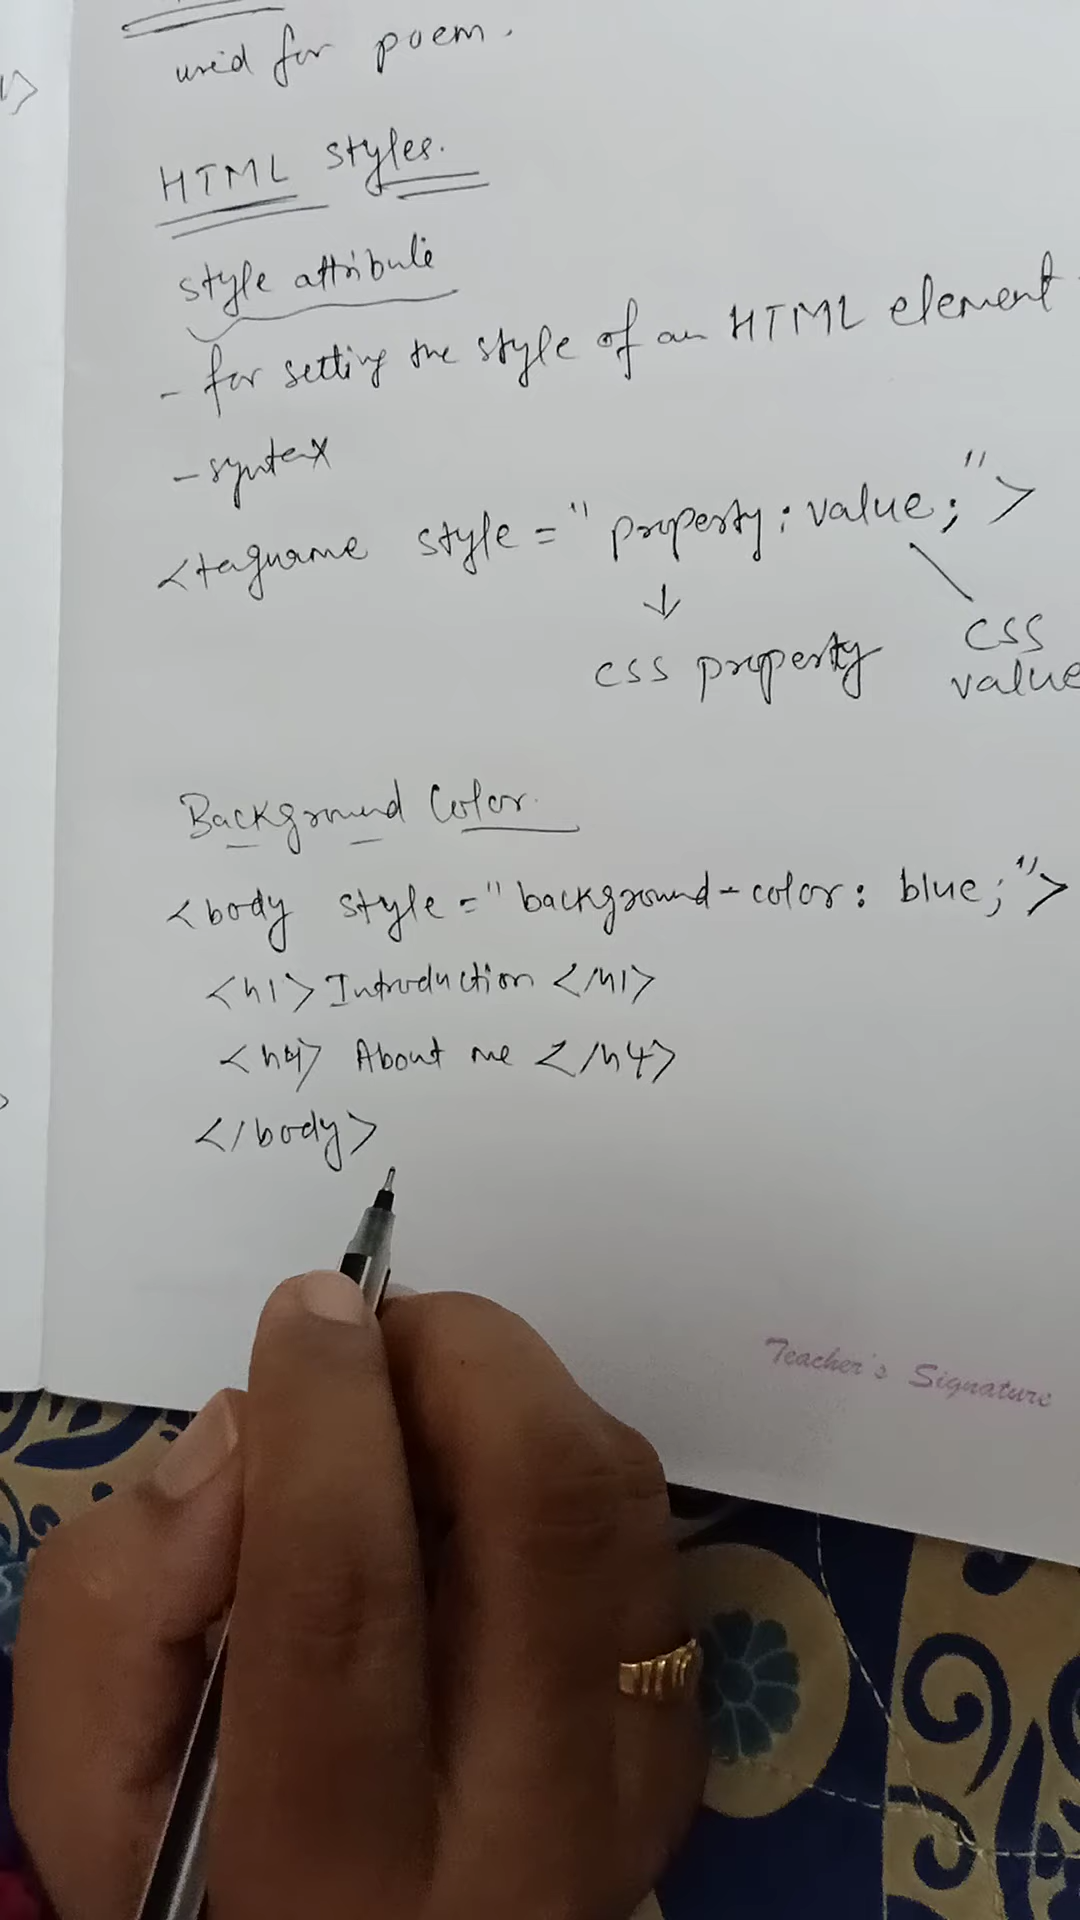 used for poem.
HTML styles.
style attribute
- for setting the style of an HTML element
- syntax
<tagname style = "property: value;">
↓
css property
CSS
value
Background Color.
<body style = "background-color: blue;">
<h1> Introduction </h1>
<h4> About me </h4>
</body>
Teacher's Signature